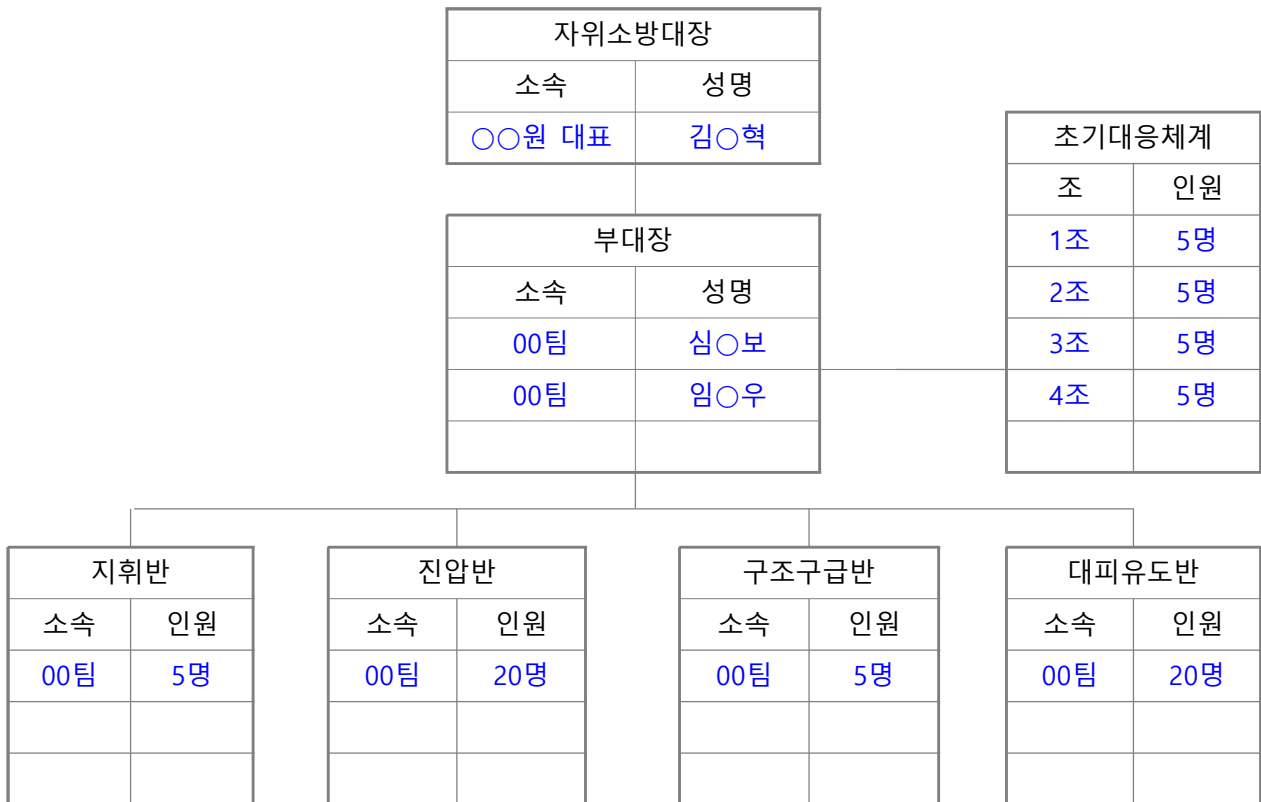 자위소방대장
소속 성명
○○원 대표 김○혁
초기대응체계
조 인원
1조 5명
2조 5명
3조 5명
4조 5명
부대장
소속 성명
00팀 심○보
00팀 임○우
지휘반
소속 인원
00팀 5명
진압반
소속 인원
00팀 20명
구조구급반
소속 인원
00팀 5명
대피유도반
소속 인원
00팀 20명